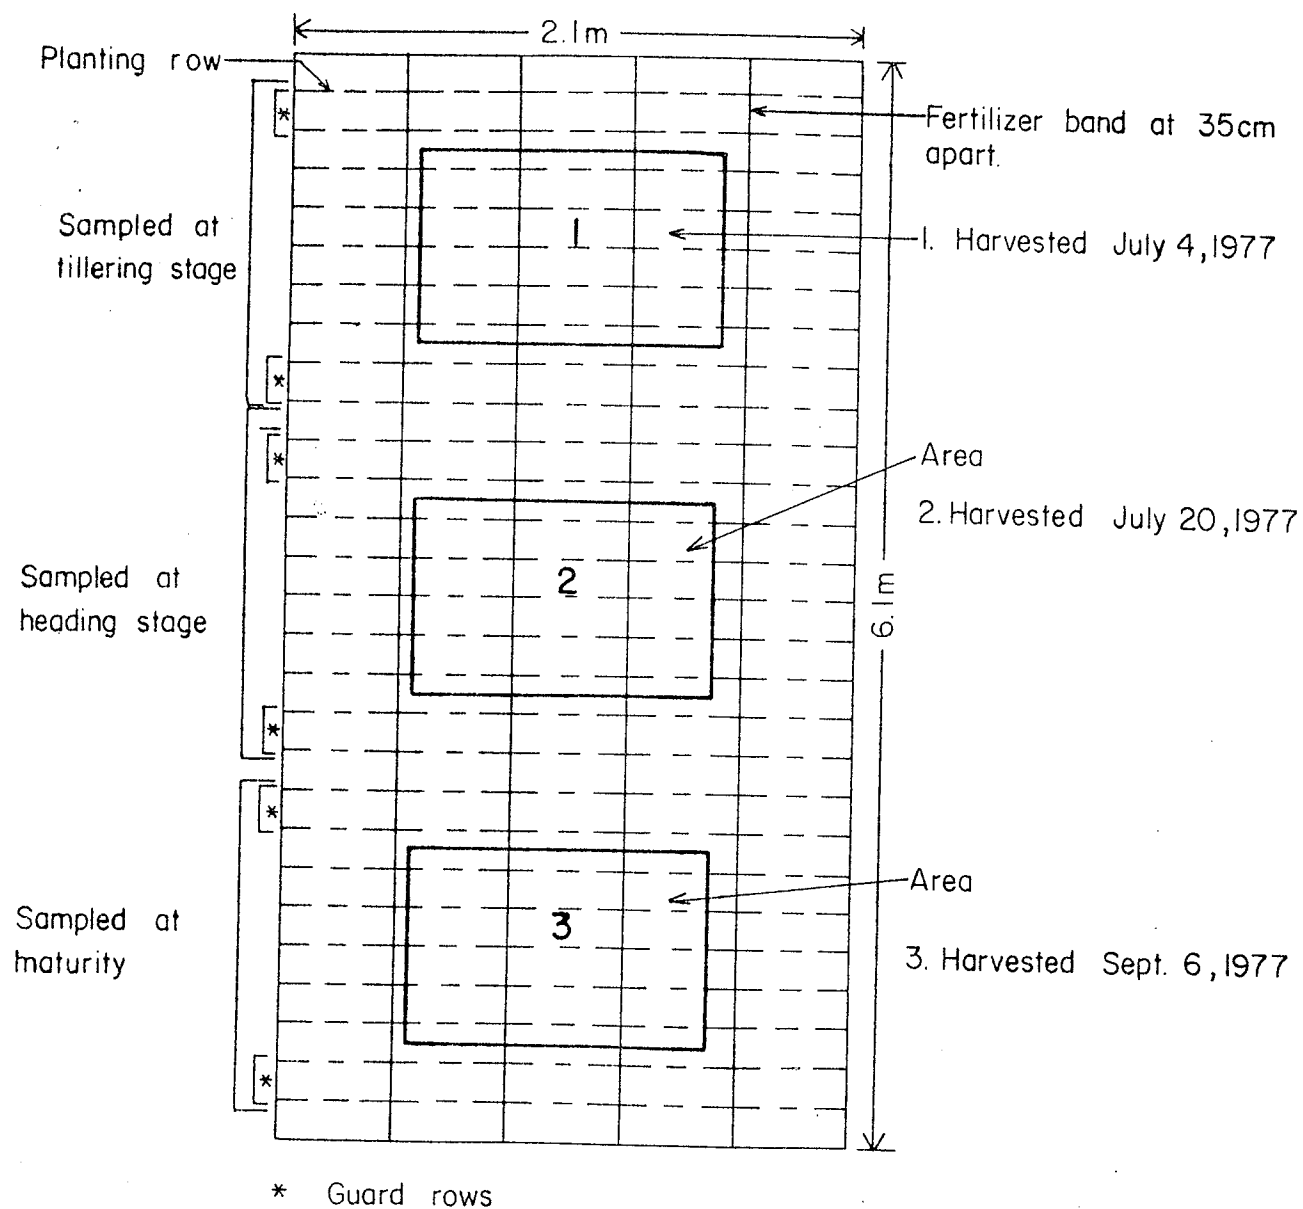 2.1m
Planting row
*
Fertilizer band at 35cm
apart.
Sampled at
tillering stage
1
1. Harvested July 4,1977
*
*
Area
2. Harvested July 20,1977
Sampled at
heading stage
2
6.1m
*
*
Area
Sampled at
maturity
3
3. Harvested Sept. 6,1977
*
* Guard rows